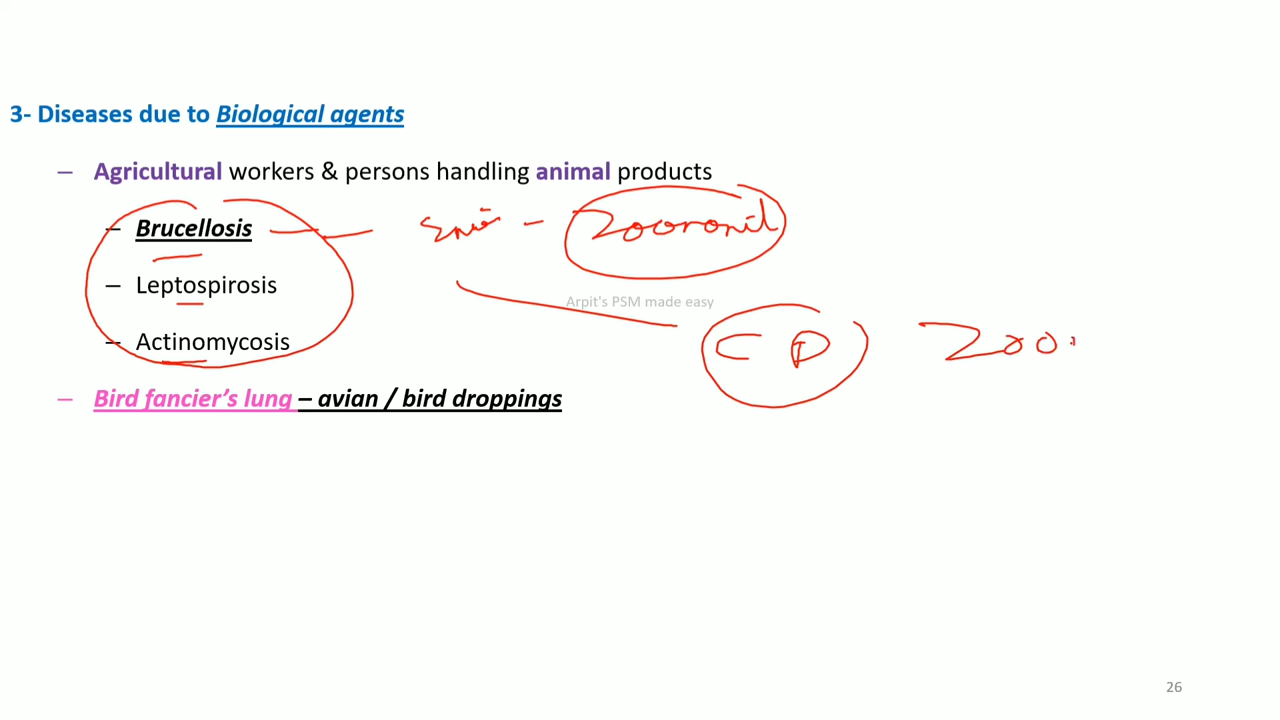 3- Diseases due to Biological agents
– Agricultural workers & persons handling animal products
– Brucellosis
– Leptospirosis
Arpit's PSM made easy
– Actinomycosis
C D Zoo
– Bird fancier's lung – avian / bird droppings
26